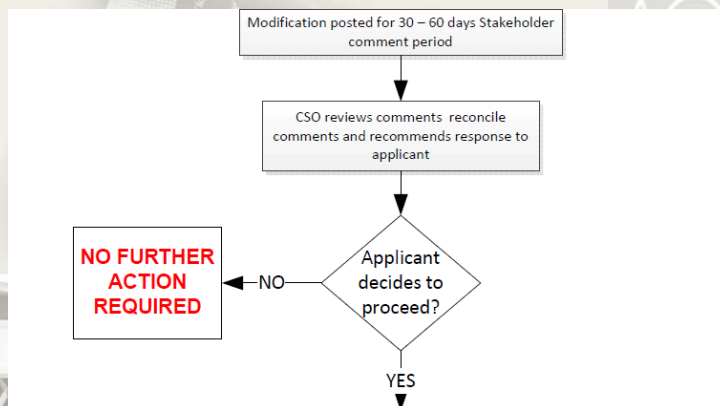 Modification posted for 30 – 60 days Stakeholder
comment period
CSO reviews comments reconcile
comments and recommends response to
applicant
Applicant
decides to
proceed?
NO
NO FURTHER
ACTION
REQUIRED
YES